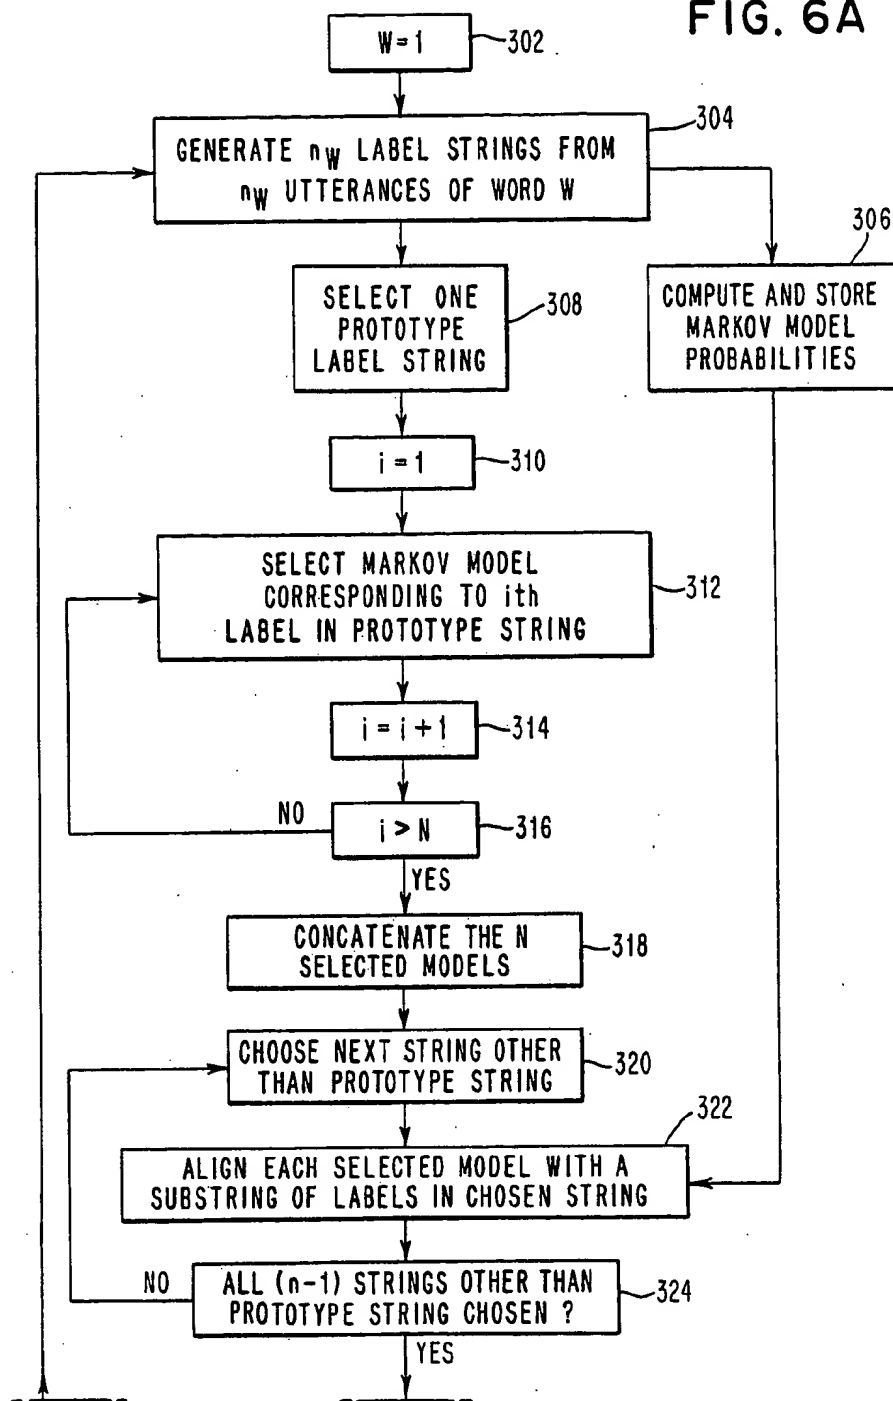 FIG. 6A
W=1
302
GENERATE nW LABEL STRINGS FROM
nW UTTERANCES OF WORD W
304
306
COMPUTE AND STORE
MARKOV MODEL
PROBABILITIES
SELECT ONE
PROTOTYPE
LABEL STRING
308
i = 1
310
SELECT MARKOV MODEL
CORRESPONDING TO ith
LABEL IN PROTOTYPE STRING
312
i = i + 1
314
NO
i > N
316
YES
CONCATENATE THE N
SELECTED MODELS
318
CHOOSE NEXT STRING OTHER
THAN PROTOTYPE STRING
320
322
ALIGN EACH SELECTED MODEL WITH A
SUBSTRING OF LABELS IN CHOSEN STRING
NO
ALL (n-1) STRINGS OTHER THAN
PROTOTYPE STRING CHOSEN ?
324
YES